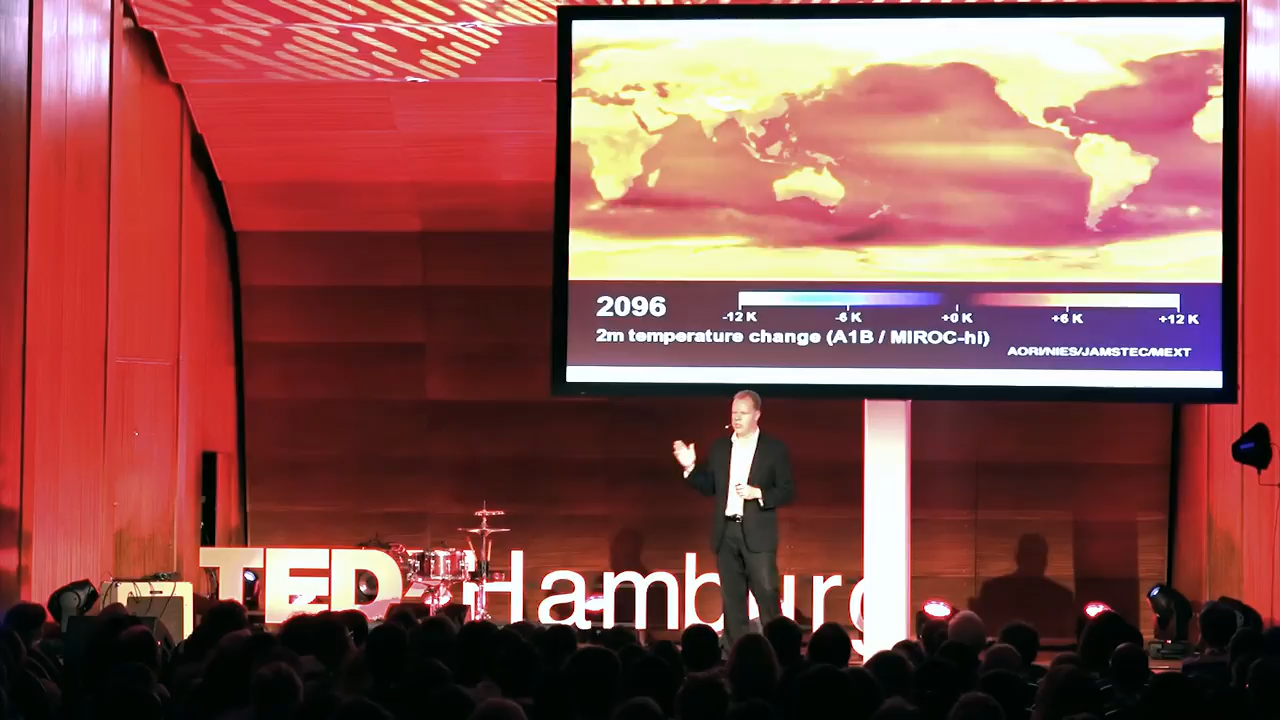 2096
-12 K -6 K +0 K +6 K +12 K
2m temperature change (A1B / MIROC-hi)
AORI/NIES/JAMSTEC/MEXT
TEDx Hamburg